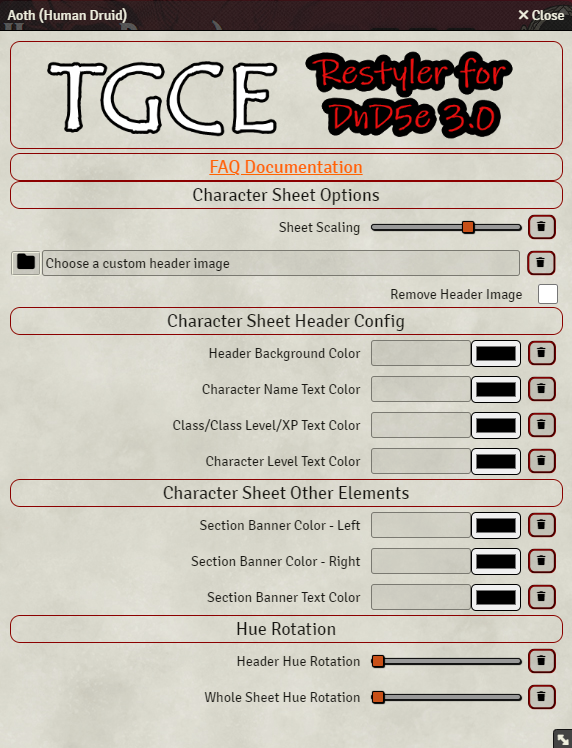 Aoth (Human Druid)
✕ Close
TGCE
Restyler for
DnD5e 3.0
FAQ Documentation
Character Sheet Options
Sheet Scaling
Choose a custom header image
Remove Header Image
Character Sheet Header Config
Header Background Color
Character Name Text Color
Class/Class Level/XP Text Color
Character Level Text Color
Character Sheet Other Elements
Section Banner Color - Left
Section Banner Color - Right
Section Banner Text Color
Hue Rotation
Header Hue Rotation
Whole Sheet Hue Rotation